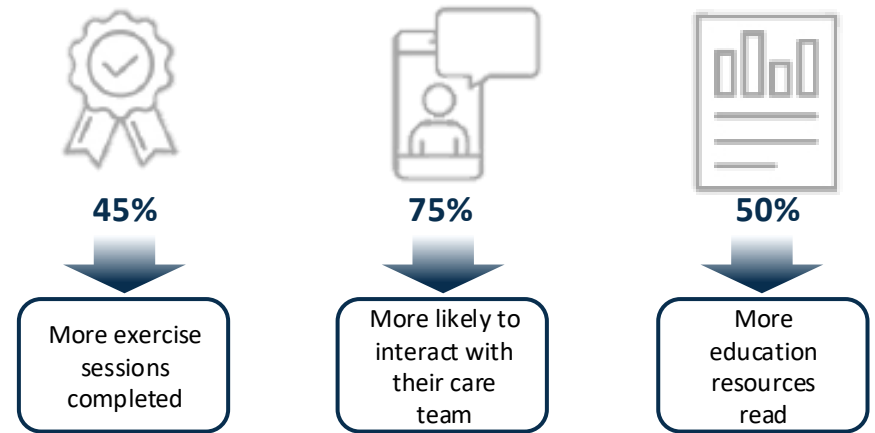 45%
More exercise
sessions
completed
75%
More likely to
interact with
their care
team
50%
More
education
resources
read